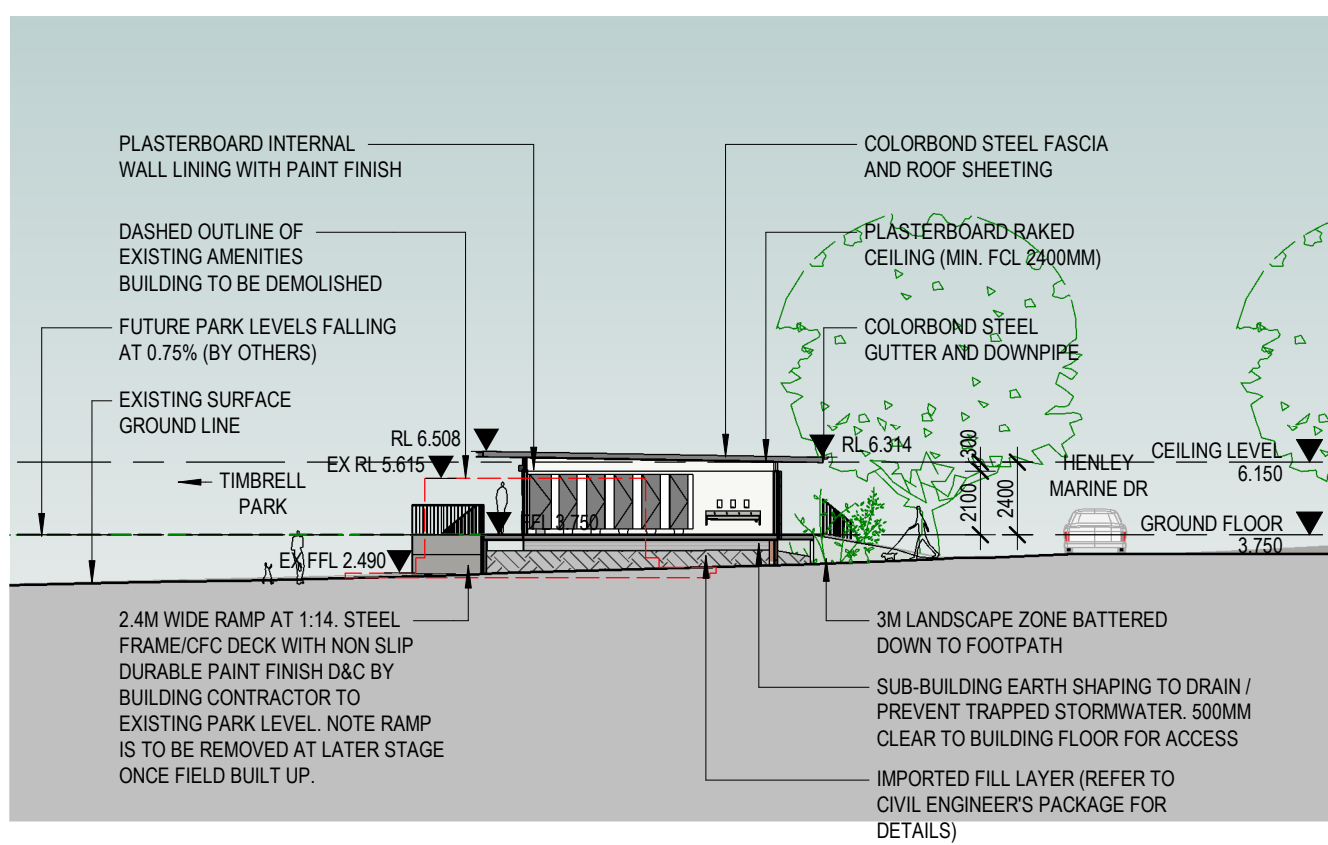 PLASTERBOARD INTERNAL
WALL LINING WITH PAINT FINISH
DASHED OUTLINE OF
EXISTING AMENITIES
BUILDING TO BE DEMOLISHED
FUTURE PARK LEVELS FALLING
AT 0.75% (BY OTHERS)
EXISTING SURFACE
GROUND LINE
COLORBOND STEEL FASCIA
AND ROOF SHEETING
PLASTERBOARD RAKED
CEILING (MIN. FCL 2400MM)
COLORBOND STEEL
GUTTER AND DOWNPIPE
RL 6.508
EX RL 5.615
RL 6.314
TIMBRELL
PARK
FFL 3.750
EX FFL 2.490
300
2100
2400
HENLEY
MARINE DR
CEILING LEVEL
6.150
GROUND FLOOR
3.750
2.4M WIDE RAMP AT 1:14. STEEL
FRAME/CFC DECK WITH NON SLIP
DURABLE PAINT FINISH D&C BY
BUILDING CONTRACTOR TO
EXISTING PARK LEVEL. NOTE RAMP
IS TO BE REMOVED AT LATER STAGE
ONCE FIELD BUILT UP.
3M LANDSCAPE ZONE BATTERED
DOWN TO FOOTPATH
SUB-BUILDING EARTH SHAPING TO DRAIN /
PREVENT TRAPPED STORMWATER. 500MM
CLEAR TO BUILDING FLOOR FOR ACCESS
IMPORTED FILL LAYER (REFER TO
CIVIL ENGINEER'S PACKAGE FOR
DETAILS)